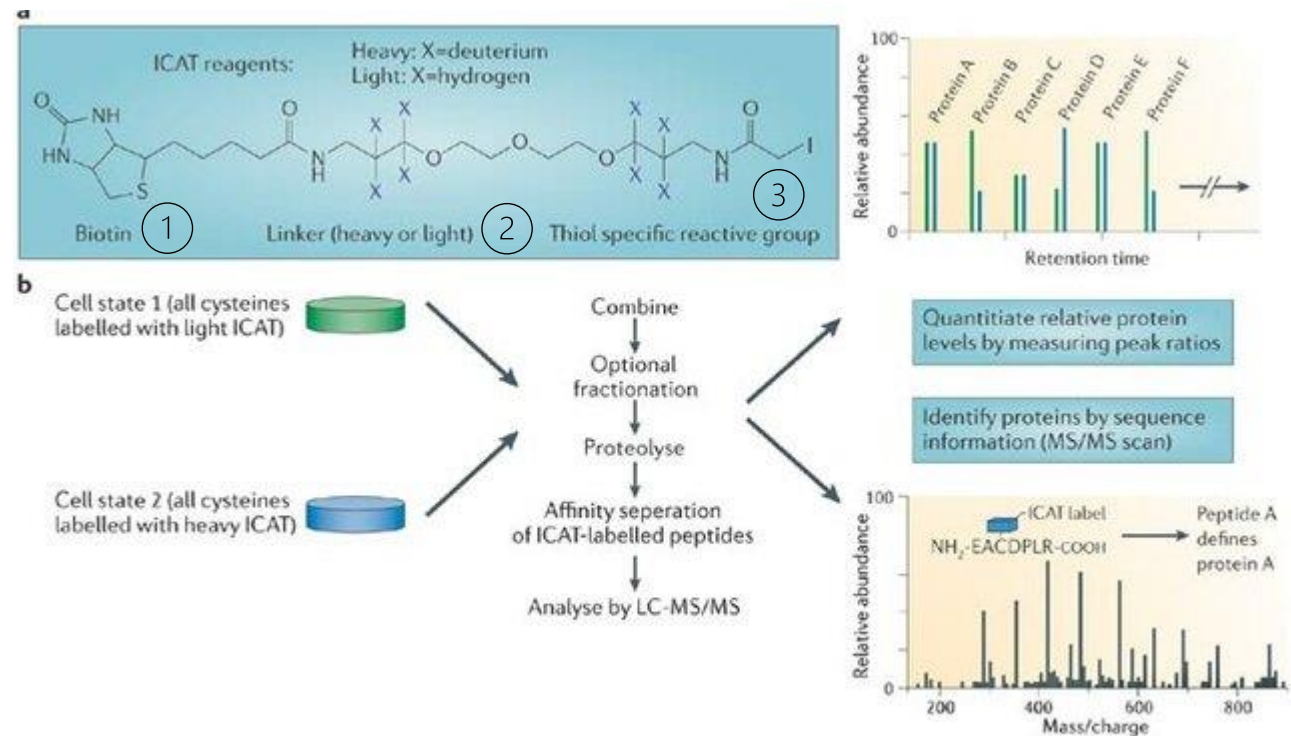 a
ICAT reagents:
Heavy: X=deuterium
Light: X=hydrogen
O
NH
HN
S
O
N
H
X
X
X
X
O
O
O
X
X
X
X
N
H
O
I
Biotin
1
Linker (heavy or light)
2
Thiol specific reactive group
3
100
0
Relative abundance
Protein A
Protein B
Protein C
Protein D
Protein E
Protein F
Retention time
b
Cell state 1 (all cysteines
labelled with light ICAT)
Cell state 2 (all cysteines
labelled with heavy ICAT)
Combine
Optional
fractionation
Proteolyse
Affinity seperation
of ICAT-labelled peptides
Analyse by LC-MS/MS
Quantitiate relative protein
levels by measuring peak ratios
Identify proteins by sequence
information (MS/MS scan)
100
0
Relative abundance
ICAT label
NH2-EACDPLR-COOH
Peptide A
defines
protein A
200
400
600
800
Mass/charge